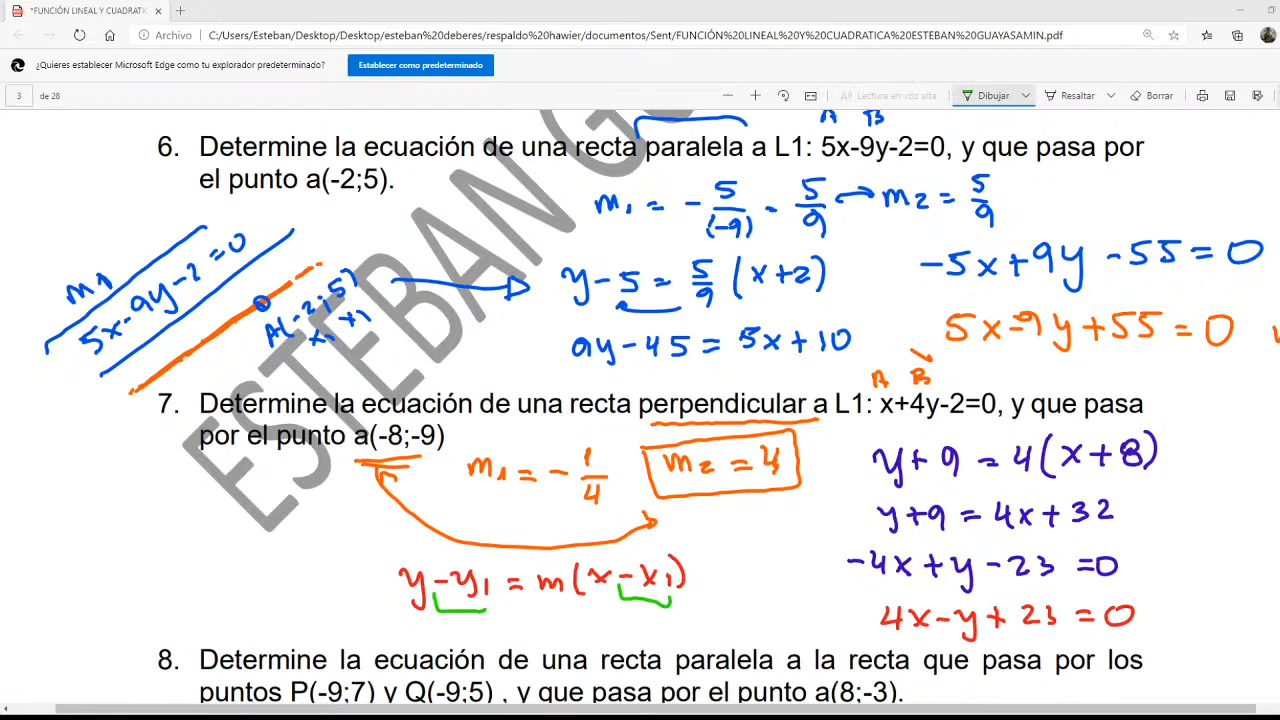 *FUNCIÓN LINEAL Y CUADRATIC
Archivo C:/Users/Esteban/Desktop/Desktop/esteban%20deberes/respaldo%20hawier/documentos/Sent/FUNCIÓN%20LINEAL%20Y%20CUADRATICA%20ESTEBAN%20GUAYASAMIN.pdf
¿Quieres establecer Microsoft Edge como tu explorador predeterminado? Establecer como predeterminado
3 de 28 Lectura en voz alta Dibujar Resaltar Borrar
A B
6. Determine la ecuación de una recta paralela a L1: 5x-9y-2=0, y que pasa por
el punto a(-2;5).
m1 = - 5/(-9) = 5/9 → m2 = 5/9
m1
5x-9y-2=0
A(-2;5)
x1 y1
y-5 = 5/9 (x+2)
-5x+9y-55=0
9y-45 = 5x+10
5x-9y+55=0
A B
7. Determine la ecuación de una recta perpendicular a L1: x+4y-2=0, y que pasa
por el punto a(-8;-9)
m1 = - 1/4
m2 = 4
y+9 = 4(x+8)
y+9 = 4x+32
y-y1 = m(x-x1)
-4x+y-23 =0
4x-y+23 =0
8. Determine la ecuación de una recta paralela a la recta que pasa por los
puntos P(-9;7) y Q(-9;5) , y que pasa por el punto a(8;-3).
ESTEBAN G